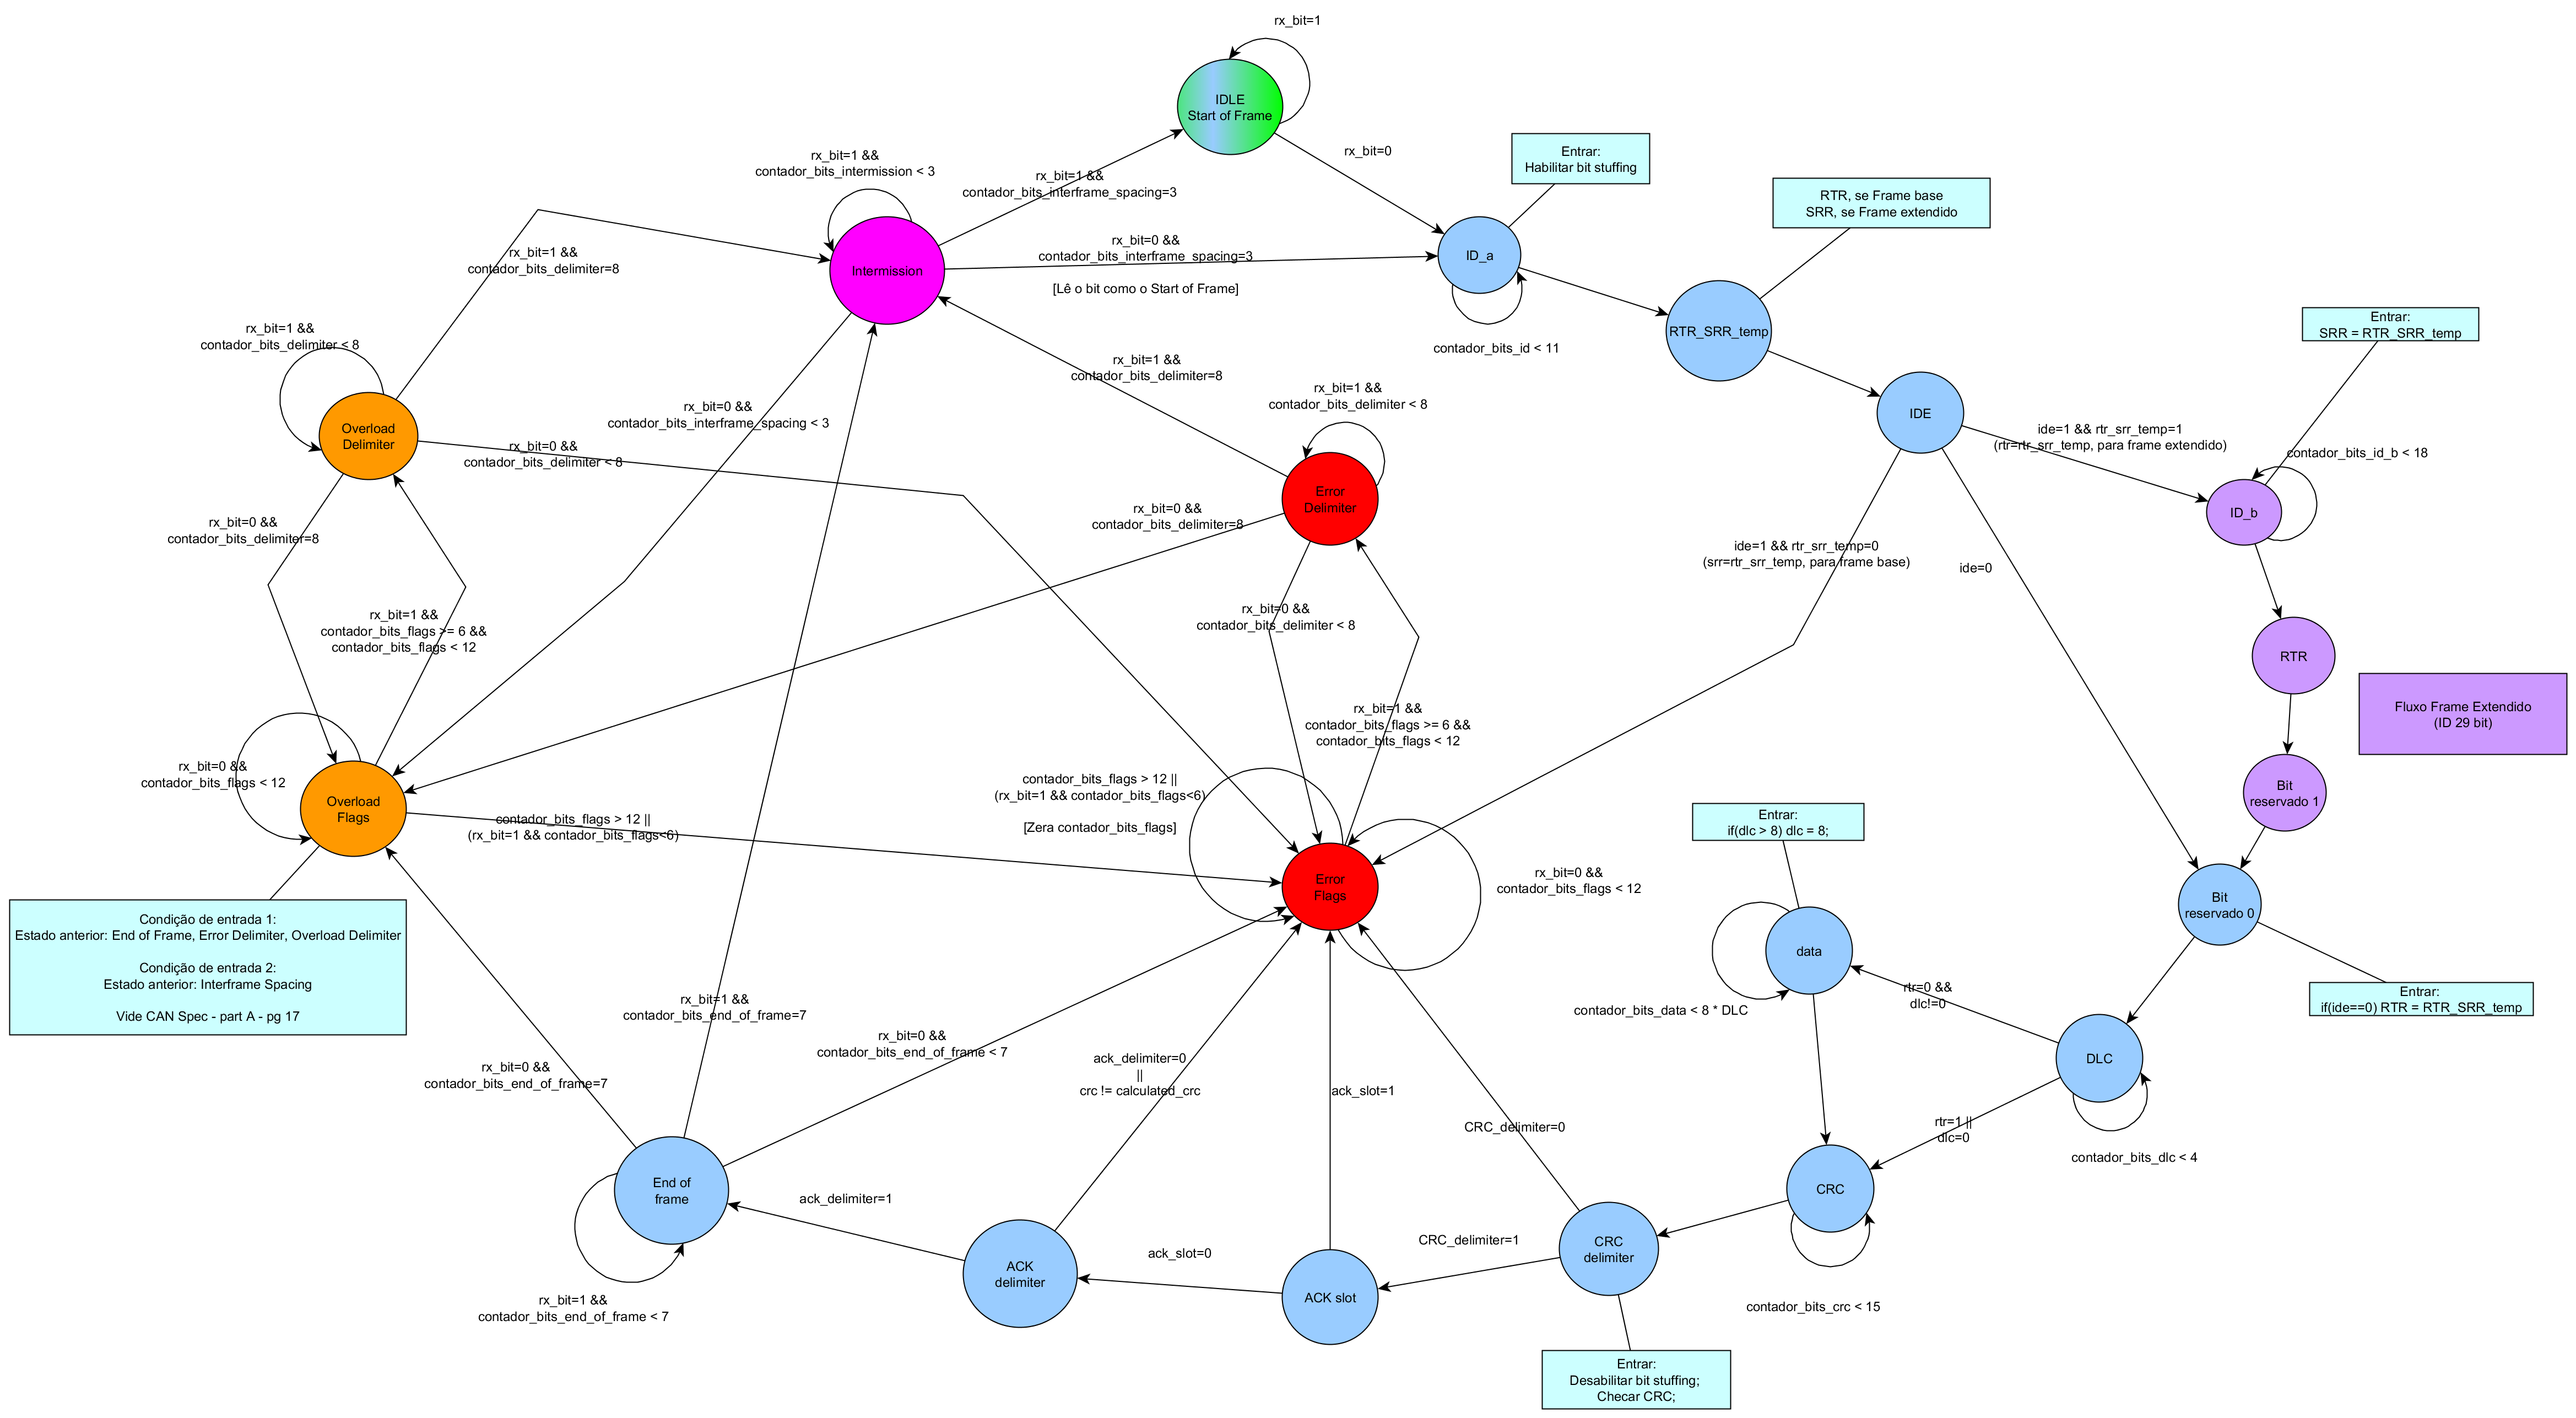 rx_bit=1
IDLE
Start of Frame
rx_bit=0
Entrar:
Habilitar bit stuffing
rx_bit=1 &&
contador_bits_intermission < 3
rx_bit=1 &&
contador_bits_interframe_spacing=3
RTR, se Frame base
SRR, se Frame extendido
Intermission
rx_bit=0 &&
contador_bits_interframe_spacing=3
[Lê o bit como o Start of Frame]
ID_a
contador_bits_id < 11
RTR_SRR_temp
rx_bit=1 &&
contador_bits_delimiter=8
Entrar:
SRR = RTR_SRR_temp
rx_bit=1 &&
contador_bits_delimiter < 8
rx_bit=1 &&
contador_bits_delimiter=8
rx_bit=1 &&
contador_bits_delimiter < 8
IDE
ide=1 && rtr_srr_temp=1
(rtr=rtr_srr_temp, para frame extendido)
contador_bits_id_b < 18
Overload
Delimiter
rx_bit=0 &&
contador_bits_interframe_spacing < 3
rx_bit=0 &&
contador_bits_delimiter < 8
Error
Delimiter
ID_b
rx_bit=0 &&
contador_bits_delimiter=8
rx_bit=0 &&
contador_bits_delimiter=8
ide=1 && rtr_srr_temp=0
(srr=rtr_srr_temp, para frame base)
ide=0
rx_bit=1 &&
contador_bits_flags >= 6 &&
contador_bits_flags < 12
rx_bit=0 &&
contador_bits_delimiter < 8
RTR
rx_bit=1 &&
contador_bits_flags >= 6 &&
contador_bits_flags < 12
Fluxo Frame Extendido
(ID 29 bit)
rx_bit=0 &&
contador_bits_flags < 12
Overload
Flags
contador_bits_flags > 12 ||
(rx_bit=1 && contador_bits_flags<6)
contador_bits_flags > 12 ||
(rx_bit=1 && contador_bits_flags<6)
[Zera contador_bits_flags]
Bit
reservado 1
Entrar:
if(dlc > 8) dlc = 8;
Error
Flags
rx_bit=0 &&
contador_bits_flags < 12
Bit
reservado 0
Condição de entrada 1:
Estado anterior: End of Frame, Error Delimiter, Overload Delimiter
Condição de entrada 2:
Estado anterior: Interframe Spacing
Vide CAN Spec - part A - pg 17
data
contador_bits_data < 8 * DLC
rtr=0 &&
dlc!=0
Entrar:
if(ide==0) RTR = RTR_SRR_temp
rx_bit=1 &&
contador_bits_end_of_frame=7
rx_bit=0 &&
contador_bits_end_of_frame < 7
rx_bit=0 &&
contador_bits_end_of_frame=7
ack_delimiter=0
||
crc != calculated_crc
ack_slot=1
CRC_delimiter=0
DLC
rtr=1 ||
dlc=0
contador_bits_dlc < 4
End of
frame
ack_delimiter=1
CRC
ACK
delimiter
ack_slot=0
ACK slot
CRC_delimiter=1
CRC
delimiter
contador_bits_crc < 15
rx_bit=1 &&
contador_bits_end_of_frame < 7
Entrar:
Desabilitar bit stuffing;
Checar CRC;